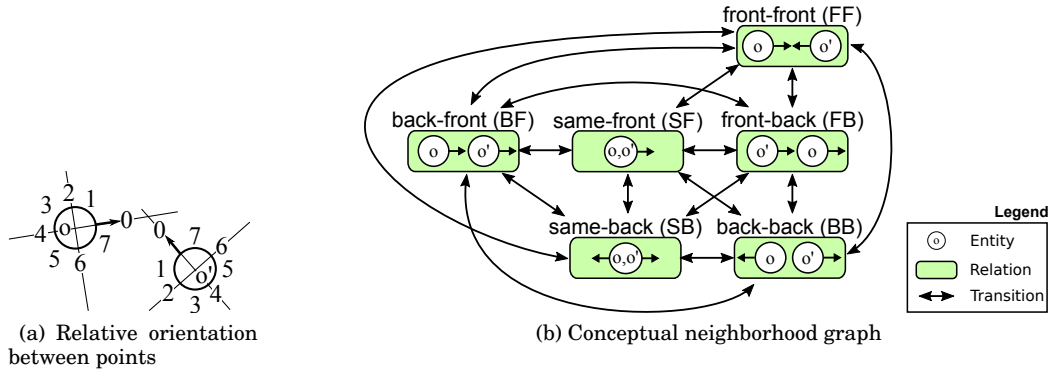 front-front (FF)
o o'
back-front (BF) same-front (SF) front-back (FB)
o o' o,o' o' o
same-back (SB) back-back (BB)
o,o' o o'
Legend
o Entity
Relation
Transition
3 2 1
4 o 0
5 6 7
0 7 6
1 5
2 o'
3 4
(a) Relative orientation
between points
(b) Conceptual neighborhood graph